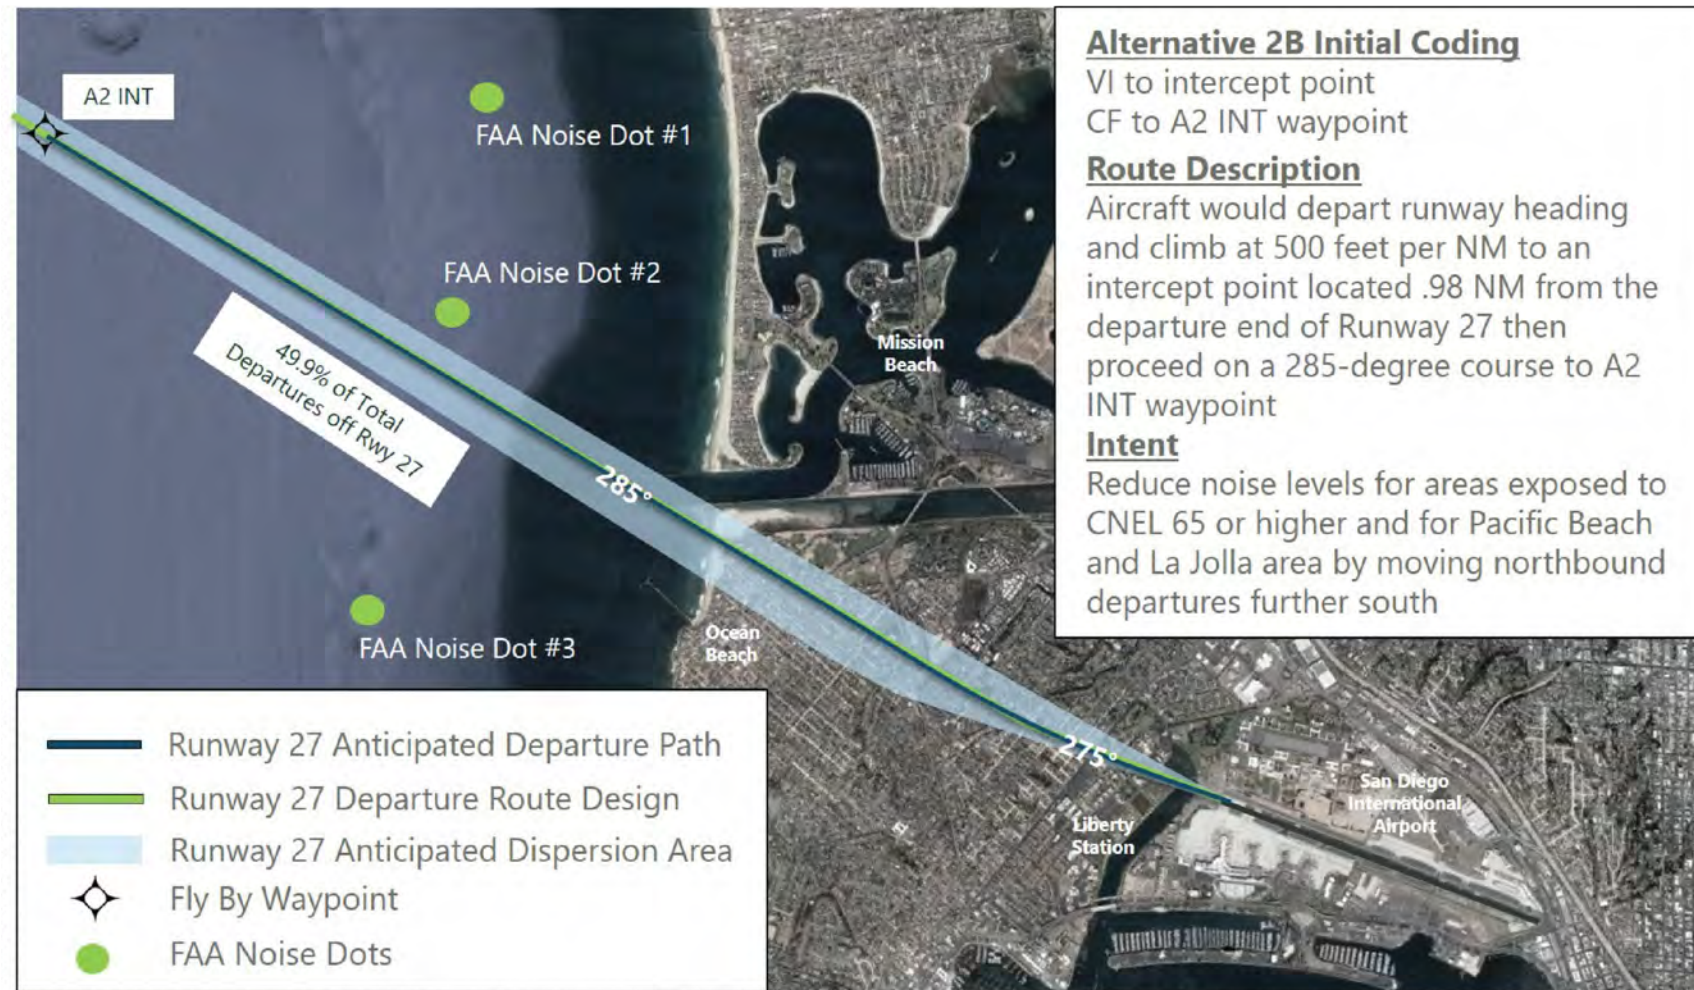 A2 INT
FAA Noise Dot #1
FAA Noise Dot #2
49.9% of Total
Departures off Rwy 27
285°
FAA Noise Dot #3
Mission
Beach
Ocean
Beach
275°
Liberty
Station
San Diego
International
Airport
Alternative 2B Initial Coding
VI to intercept point
CF to A2 INT waypoint
Route Description
Aircraft would depart runway heading
and climb at 500 feet per NM to an
intercept point located .98 NM from the
departure end of Runway 27 then
proceed on a 285-degree course to A2
INT waypoint
Intent
Reduce noise levels for areas exposed to
CNEL 65 or higher and for Pacific Beach
and La Jolla area by moving northbound
departures further south
Runway 27 Anticipated Departure Path
Runway 27 Departure Route Design
Runway 27 Anticipated Dispersion Area
Fly By Waypoint
FAA Noise Dots